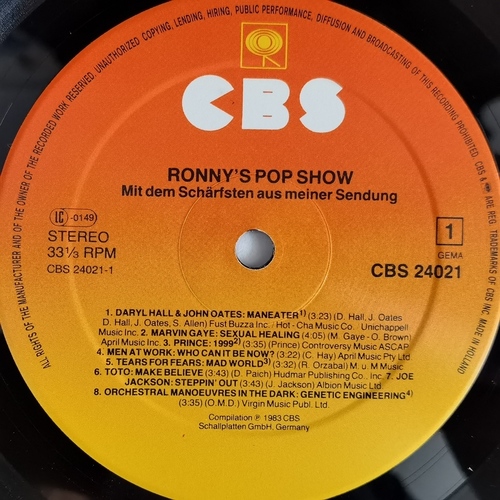 ALL RIGHTS OF THE MANUFACTURER AND OF THE OWNER OF THE RECORDED WORK RESERVED. UNAUTHORIZED COPYING, LENDING, HIRING, PUBLIC PERFORMANCE, DIFFUSION AND BROADCASTING OF THIS RECORD PROHIBITED. CBS & ARE REG. TRADEMARKS OF CBS INC. MADE IN HOLLAND
CBS
RONNY'S POP SHOW
Mit dem Schärfsten aus meiner Sendung
LC-0149
STEREO
33⅓ RPM
CBS 24021-1
1
GEMA
CBS 24021
1. DARYL HALL & JOHN OATES: MANEATER¹) (3:23) (D. Hall, J. Oates
D. Hall, J. Oates, S. Allen) Fust Buzza Inc./ Hot-Cha Music Co. Unichappell
Music Inc. 2. MARVIN GAYE: SEXUAL HEALING (4:05) (M. Gaye - O. Brown)
April Music Inc. 3. PRINCE: 1999²) (3:35) (Prince) Controversy Music ASCAP
4. MEN AT WORK: WHO CAN IT BE NOW? (3:22) (C. Hay) April Music Pty Ltd
5. TEARS FOR FEARS: MAD WORLD³) (3:35) (R. Orzabal) M. u. M Music
6. TOTO: MAKE BELIEVE (3:43) (D. Paich) Hudmar Publishing Co. Inc. 7. JOE
JACKSON: STEPPIN' OUT (3:43) (J. Jackson) Albion Music Ltd.
8. ORCHESTRAL MANOEUVRES IN THE DARK: GENETIC ENGINEERING⁴)
(3:35) (O.M.D.) Virgin Music Publ. Ltd.
Compilation ℗ 1983 CBS
Schallplatten GmbH, Germany